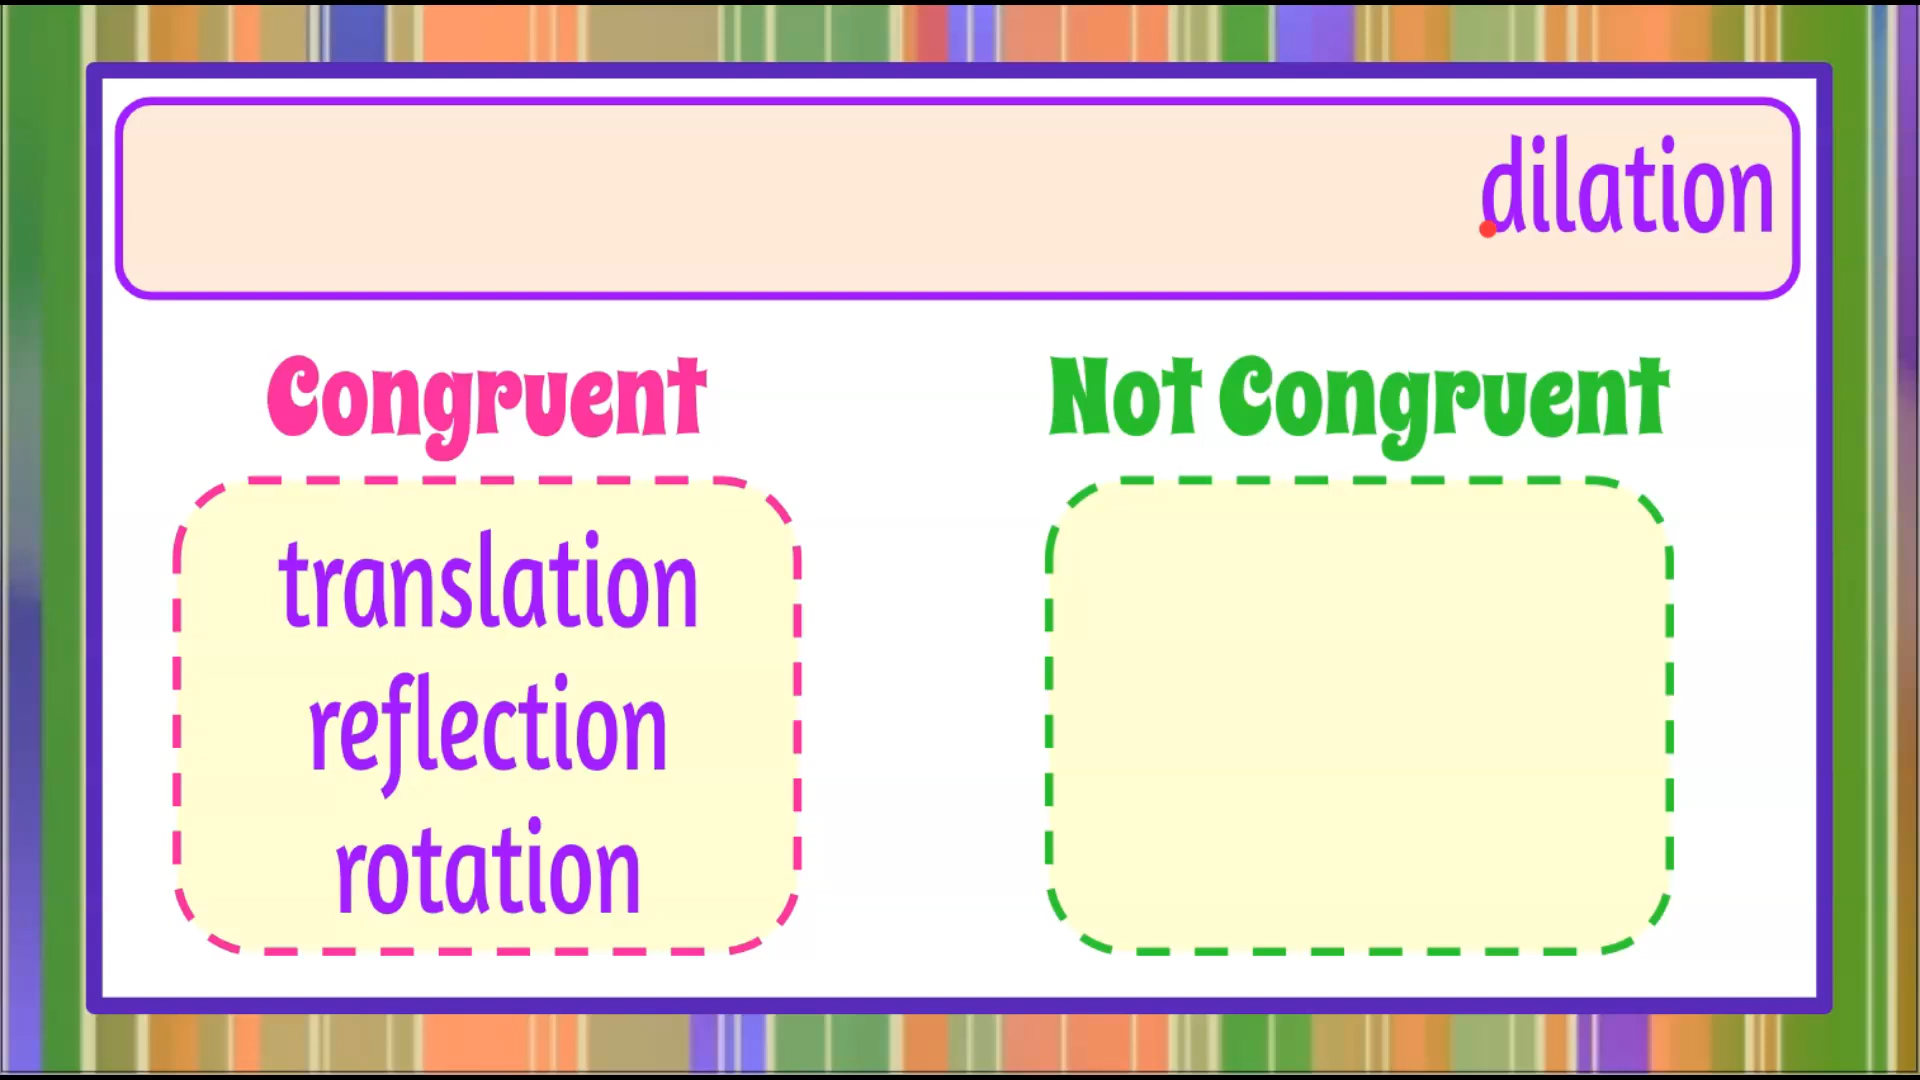 dilation
Congruent
Not Congruent
translation
reflection
rotation